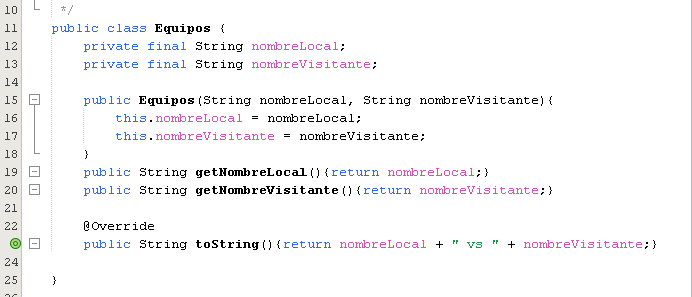 10 */
11 public class Equipos {
12 private final String nombreLocal;
13 private final String nombreVisitante;
14
15 public Equipos(String nombreLocal, String nombreVisitante){
16 this.nombreLocal = nombreLocal;
17 this.nombreVisitante = nombreVisitante;
18 }
19 public String getNombreLocal(){return nombreLocal;}
20 public String getNombreVisitante(){return nombreVisitante;}
21
22 @Override
public String toString(){return nombreLocal + " vs " + nombreVisitante;}
24
25 }